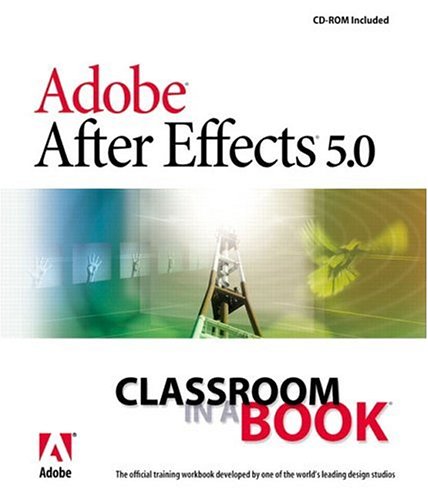 CD-ROM Included
Adobe®
After Effects® 5.0
CLASSROOM
IN A
BOOK®
Adobe
The official training workbook developed by one of the world's leading design studios